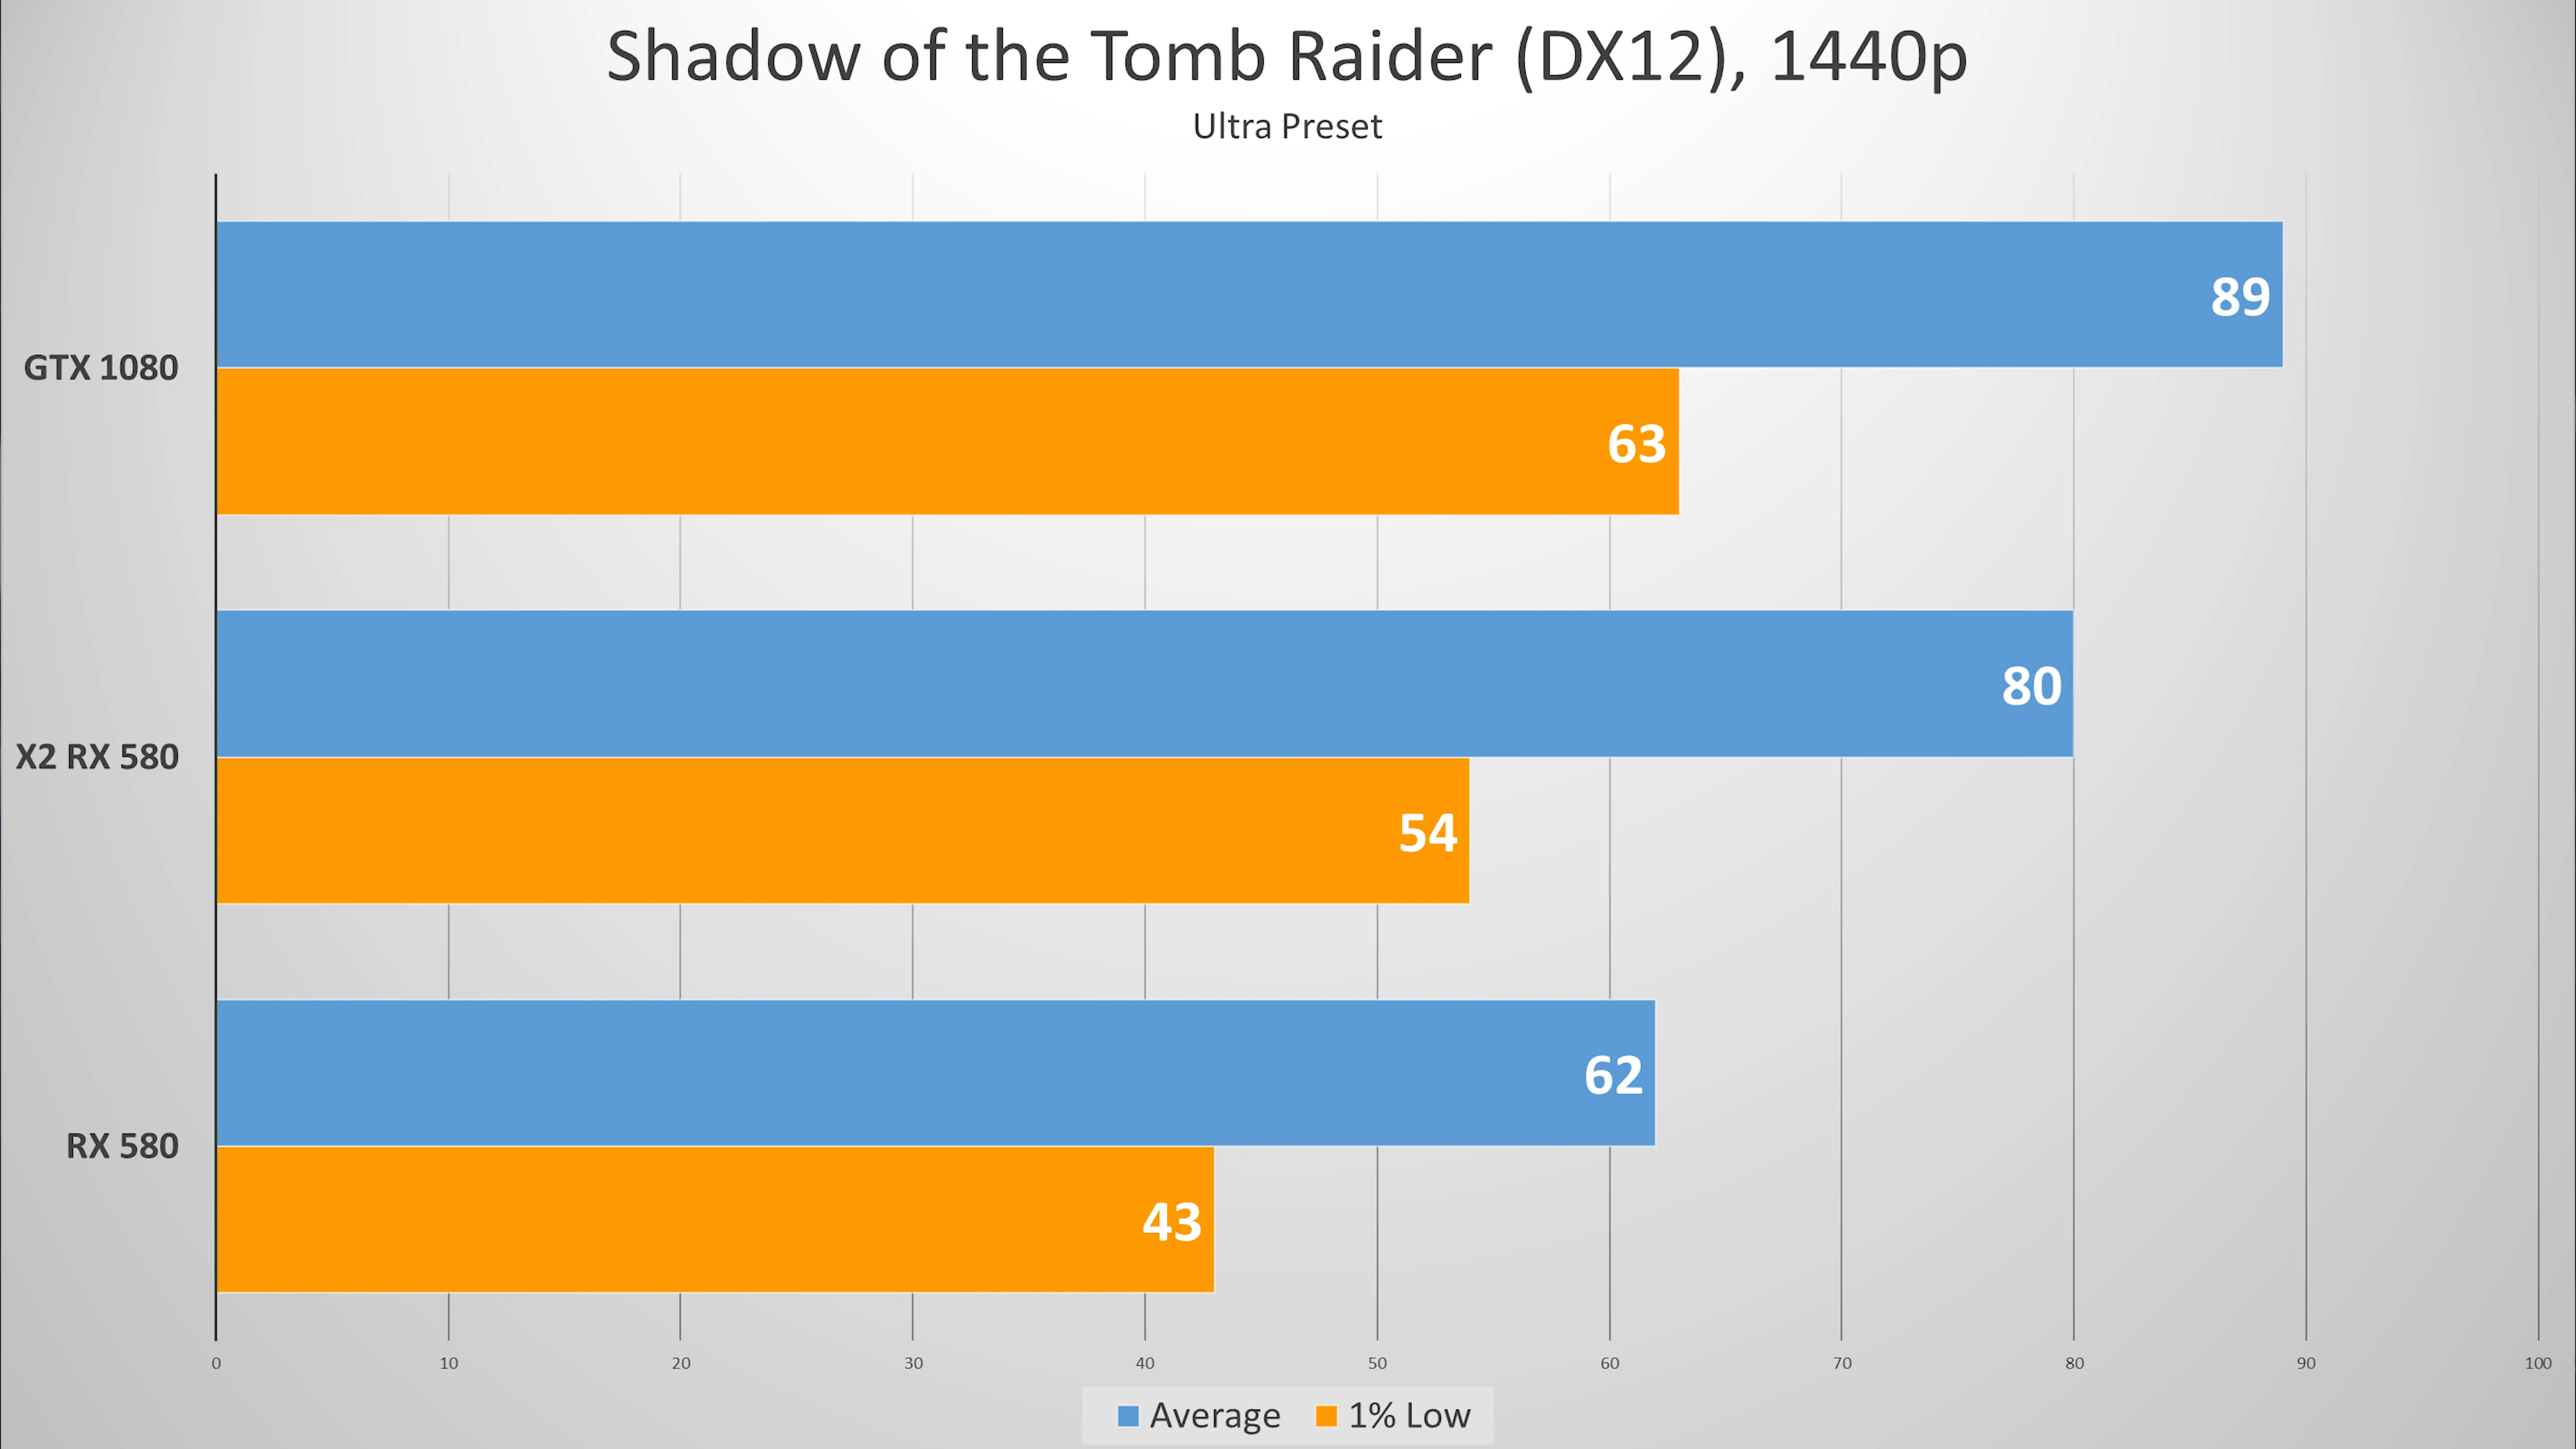 Shadow of the Tomb Raider (DX12), 1440p
Ultra Preset
89
GTX 1080
63
80
X2 RX 580
54
62
RX 580
43
0 10 20 30 40 50 60 70 80 90 100
Average 1% Low